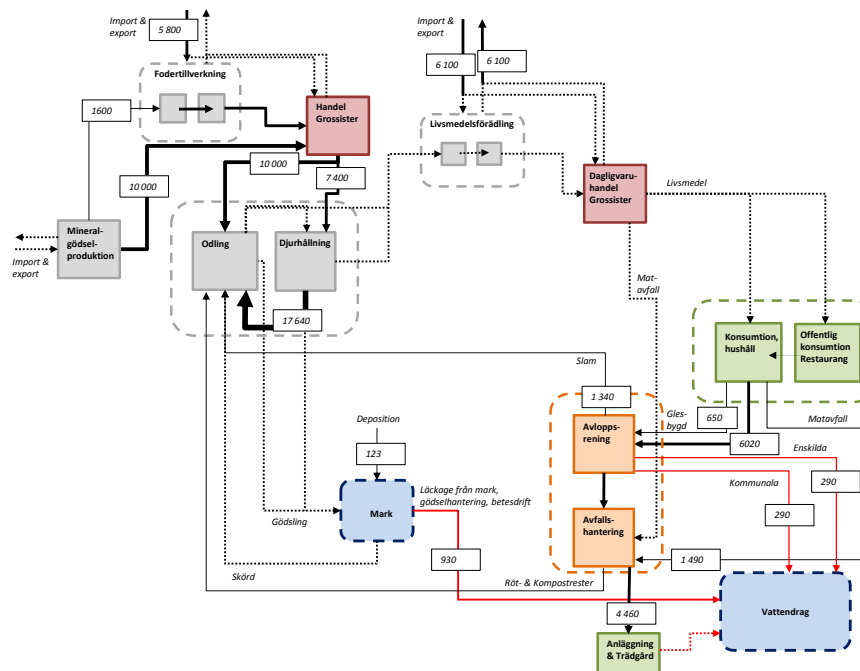 Import &
export
5 800
Import &
export
6 100
6 100
Fodertillverkning
1600
Handel
Grossister
Livsmedelsförädling
10 000
7 400
10 000
Dagligvaru-
handel
Grossister
Livsmedel
Mineral-
gödsel-
produktion
Import &
export
Odling
Djurhållning
17 640
Mat-
avfall
Konsumtion,
hushåll
Offentlig
konsumtion
Restaurang
Slam
1 340
650
Gles-
bygd
Matavfall
6020
Deposition
123
Avlopps-
rening
Enskilda
Kommunala
290
290
Läckage från mark,
gödselhantering, betesdrift
Mark
Gödsling
Avfalls-
hantering
930
1 490
Skörd
Röt- & Kompostrester
4 460
Vattendrag
Anläggning
& Trädgård